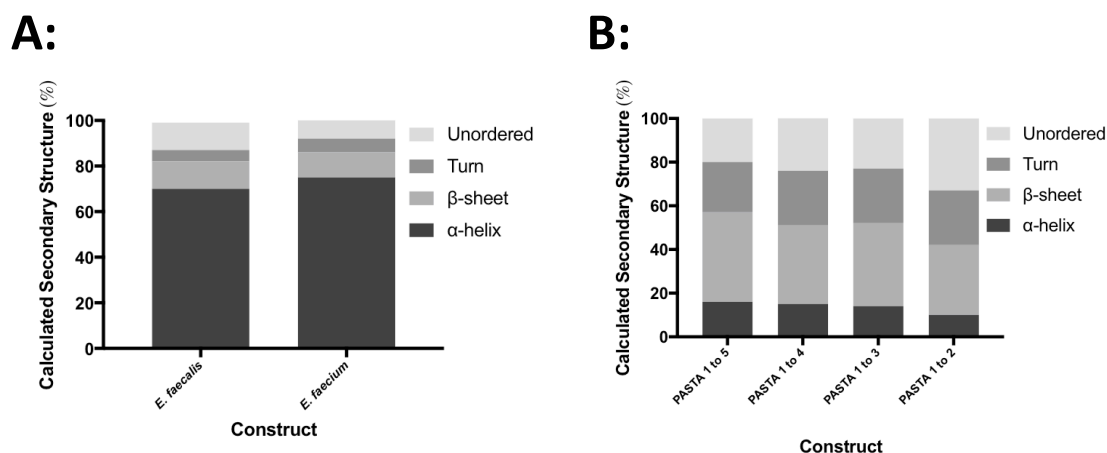 A:
Calculated Secondary Structure (%)
100
80
60
40
20
0
Unordered
Turn
β-sheet
α-helix
E. faecalis
E. faecium
Construct
B:
Calculated Secondary Structure (%)
100
80
60
40
20
0
Unordered
Turn
β-sheet
α-helix
PASTA 1 to 5
PASTA 1 to 4
PASTA 1 to 3
PASTA 1 to 2
Construct